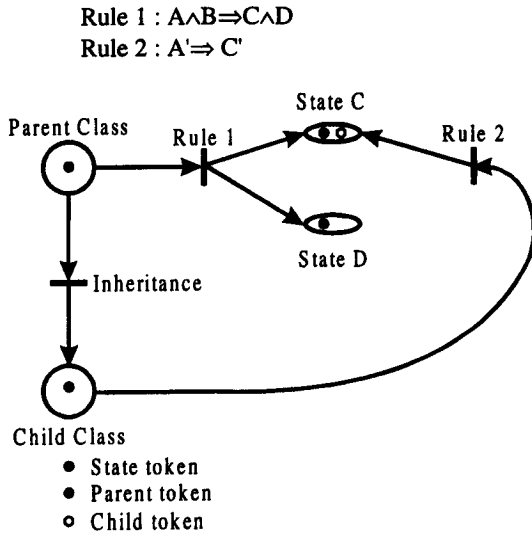 Rule 1 : A∧B⇒C∧D
Rule 2 : A'⇒ C'
State C
Parent Class
Rule 1
Rule 2
State D
Inheritance
Child Class
State token
Parent token
Child token